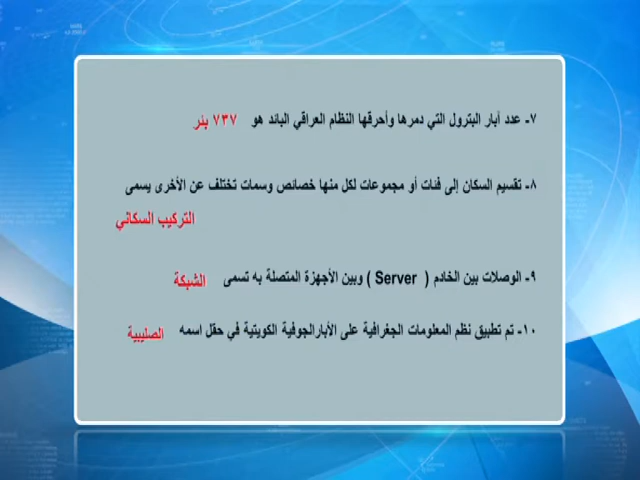 ٧- عدد آبار البترول التي دمرها وأحرقها النظام العراقي البائد هو ٧٣٧ بئر
٨- تقسيم السكان إلى فئات أو مجموعات لكل منها خصائص وسمات تختلف عن الأخرى يسمى
التركيب السكاني
٩- الوصلات بين الخادم ( Server ) وبين الأجهزة المتصلة به تسمى الشبكة
١٠- تم تطبيق نظم المعلومات الجغرافية على الأبارالجوفية الكويتية في حقل اسمه الصليبية